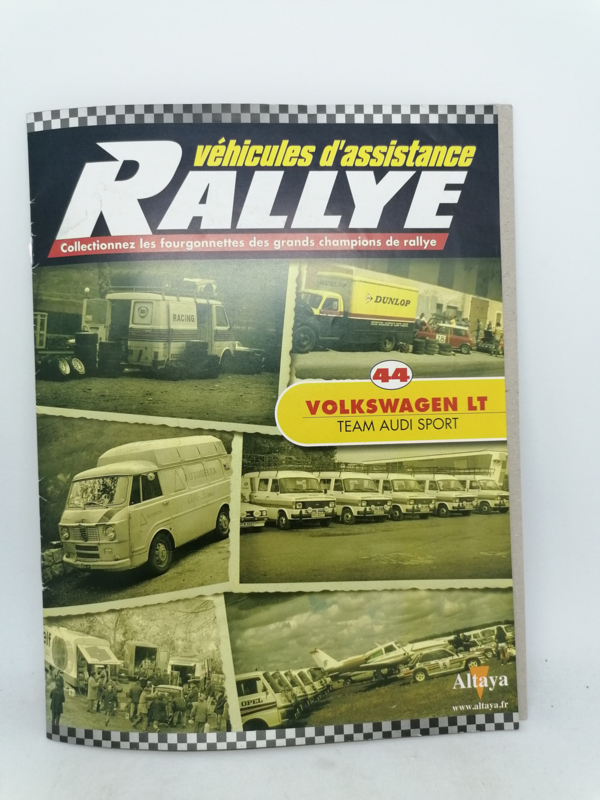 véhicules d'assistance
RALLYE
Collectionnez les fourgonnettes des grands champions de rallye
RACING
DUNLOP
44
VOLKSWAGEN LT
TEAM AUDI SPORT
elf
OPEL
Altaya
www.altaya.fr